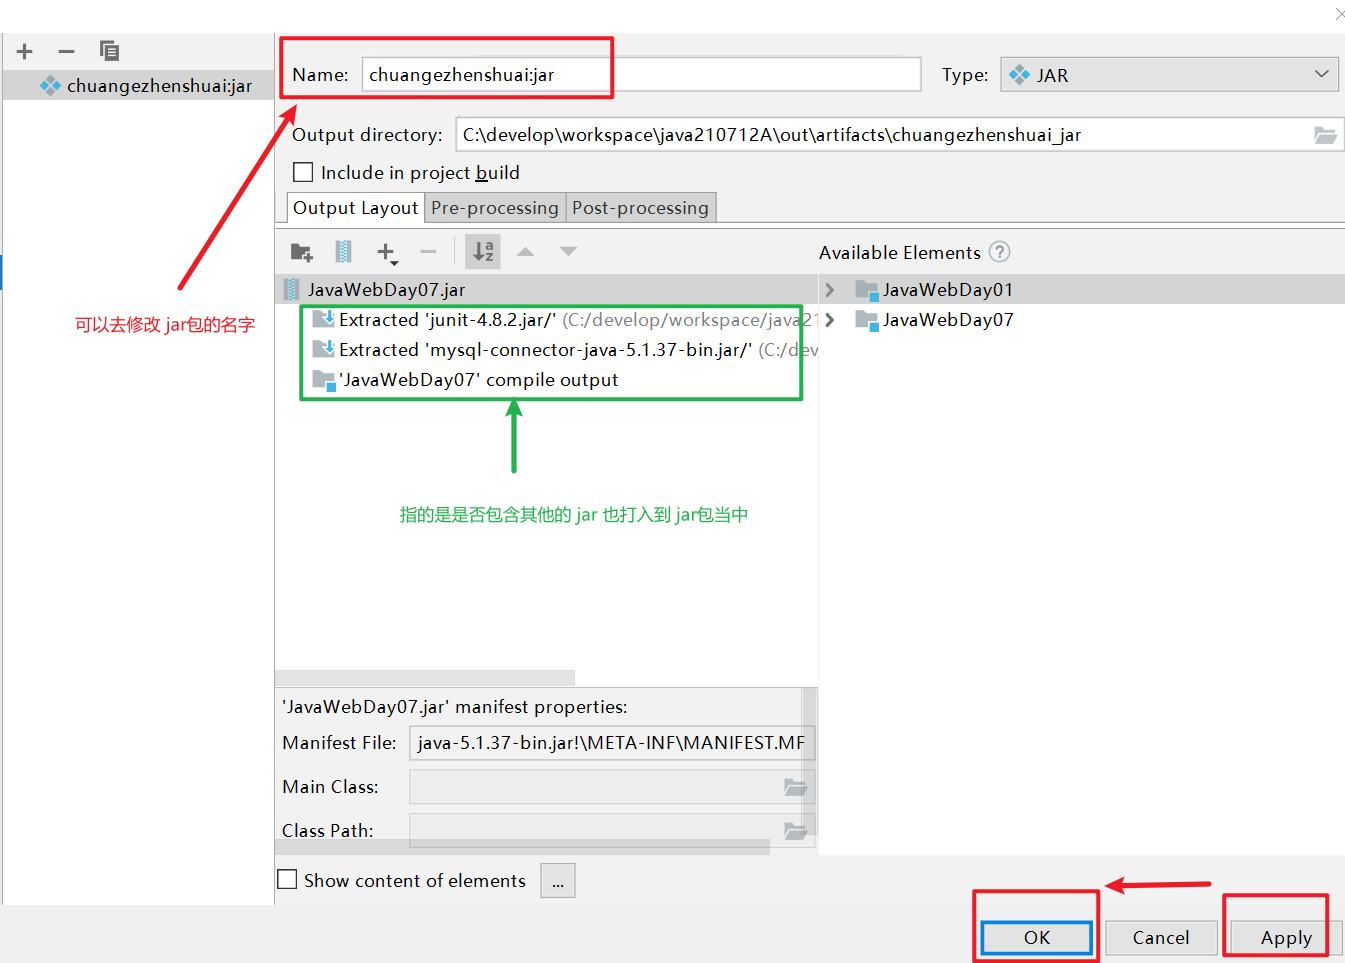 chuangezhenshuai:jar
Name: chuangezhenshuai:jar Type: JAR
Output directory: C:\develop\workspace\java210712A\out\artifacts\chuangezhenshuai_jar
Include in project build
Output Layout Pre-processing Post-processing
Available Elements ?
JavaWebDay07.jar
Extracted 'junit-4.8.2.jar/' (C:/develop/workspace/java21
Extracted 'mysql-connector-java-5.1.37-bin.jar/' (C:/dev
'JavaWebDay07' compile output
JavaWebDay01
JavaWebDay07
可以去修改 jar包的名字
指的是是否包含其他的 jar 也打入到 jar包当中
'JavaWebDay07.jar' manifest properties:
Manifest File: java-5.1.37-bin.jar!\META-INF\MANIFEST.MF
Main Class:
Class Path:
Show content of elements ...
OK Cancel Apply